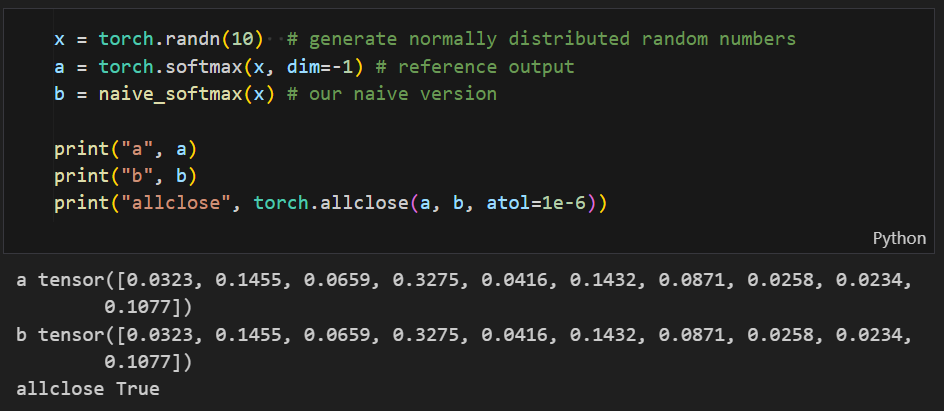 x = torch.randn(10)  # generate normally distributed random numbers
a = torch.softmax(x, dim=-1) # reference output
b = naive_softmax(x) # our naive version

print("a", a)
print("b", b)
print("allclose", torch.allclose(a, b, atol=1e-6))
Python
a tensor([0.0323, 0.1455, 0.0659, 0.3275, 0.0416, 0.1432, 0.0871, 0.0258, 0.0234,
        0.1077])
b tensor([0.0323, 0.1455, 0.0659, 0.3275, 0.0416, 0.1432, 0.0871, 0.0258, 0.0234,
        0.1077])
allclose True